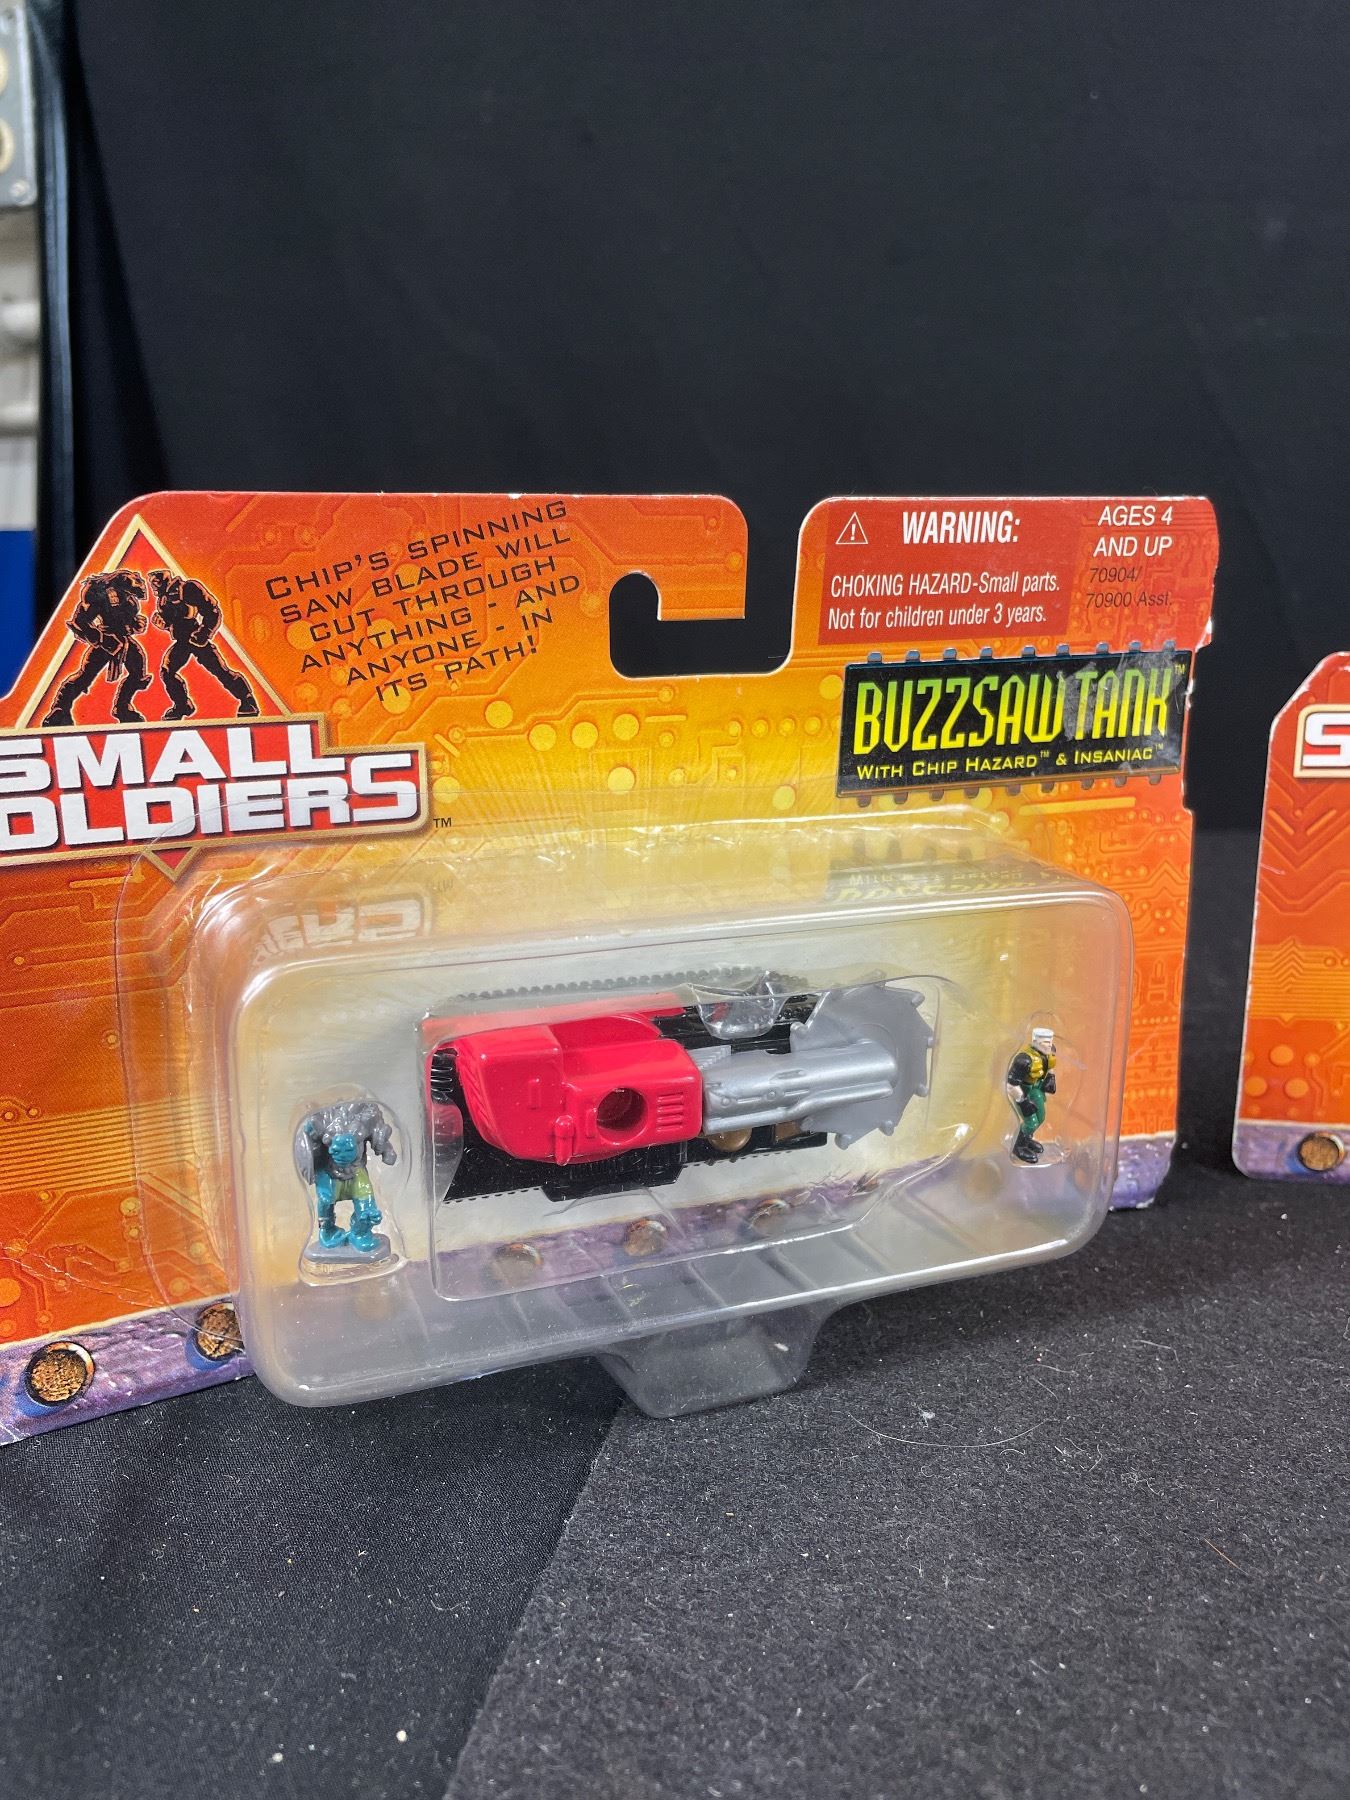 CHIP'S SPINNING
SAW BLADE WILL
CUT THROUGH
ANYTHING - AND
ANYONE - IN
ITS PATH!
SMALL
OLDIERS™
WARNING:
CHOKING HAZARD-Small parts.
Not for children under 3 years.
AGES 4
AND UP
70904/
70900 Asst.
BUZZSAW TANK™
WITH CHIP HAZARD™ & INSANIAC™
S